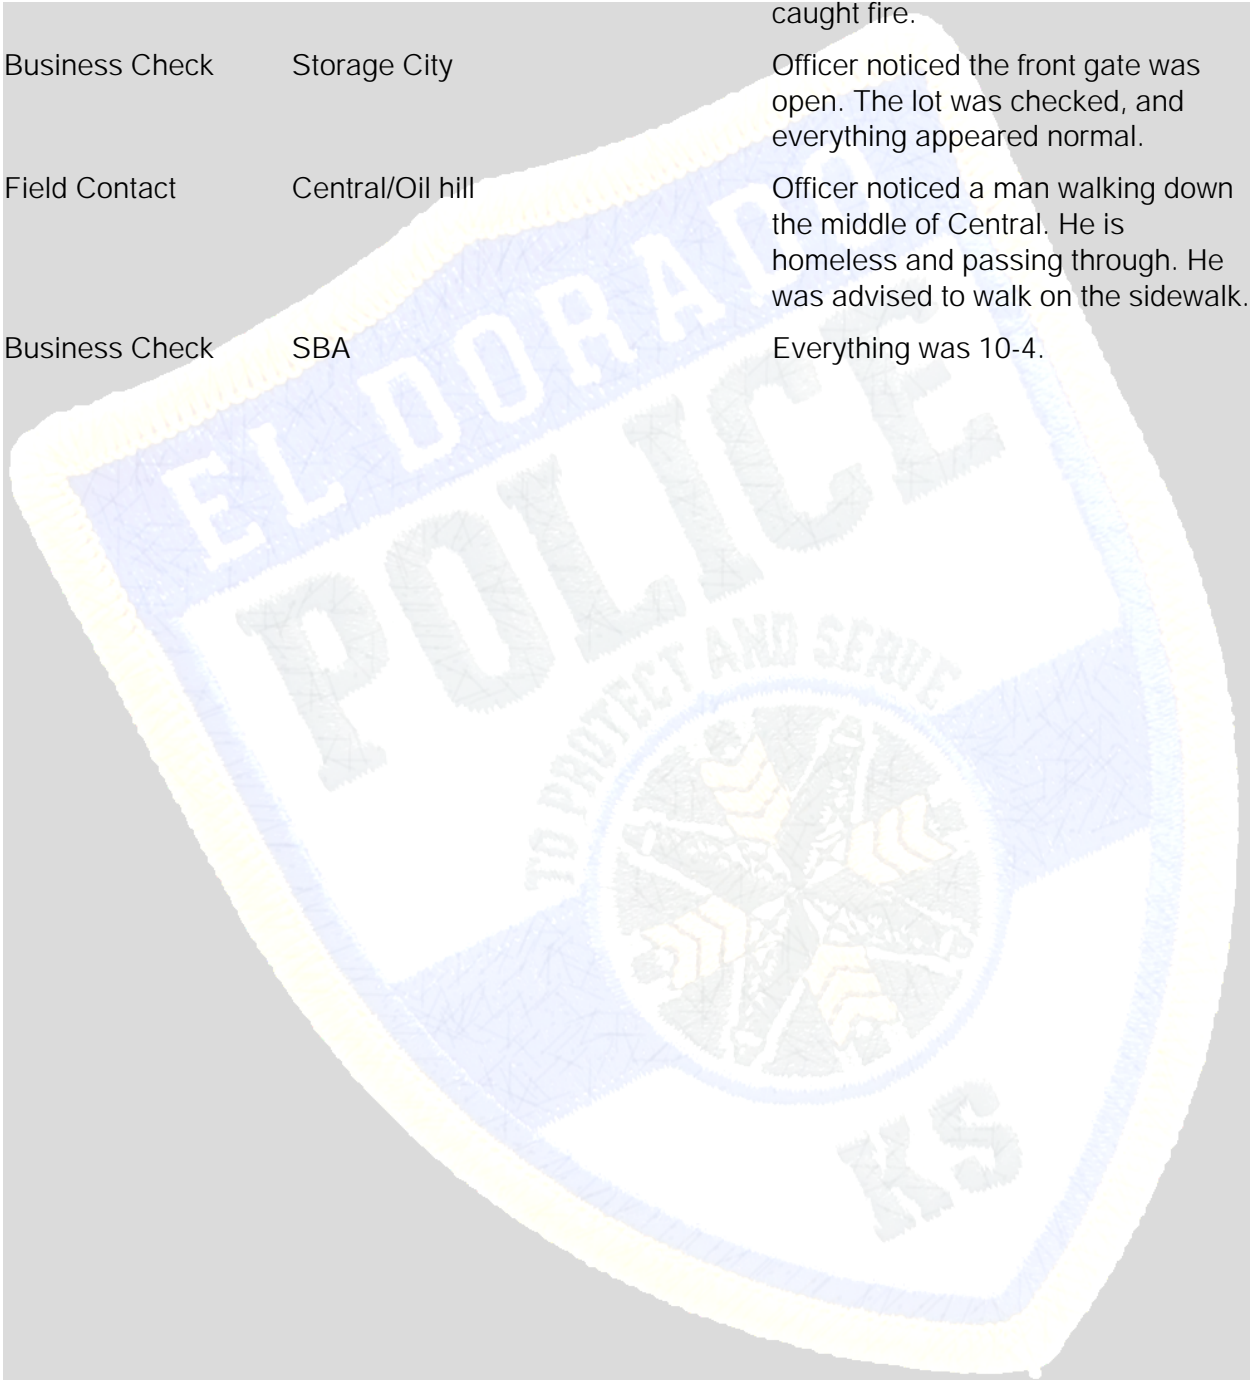 caught fire.
Business Check Storage City Officer noticed the front gate was
open. The lot was checked, and
everything appeared normal.
Field Contact Central/Oil hill Officer noticed a man walking down
the middle of Central. He is
homeless and passing through. He
was advised to walk on the sidewalk.
Business Check SBA Everything was 10-4.
EL DORADO
POLICE
TO PROTECT AND SERVE
KS